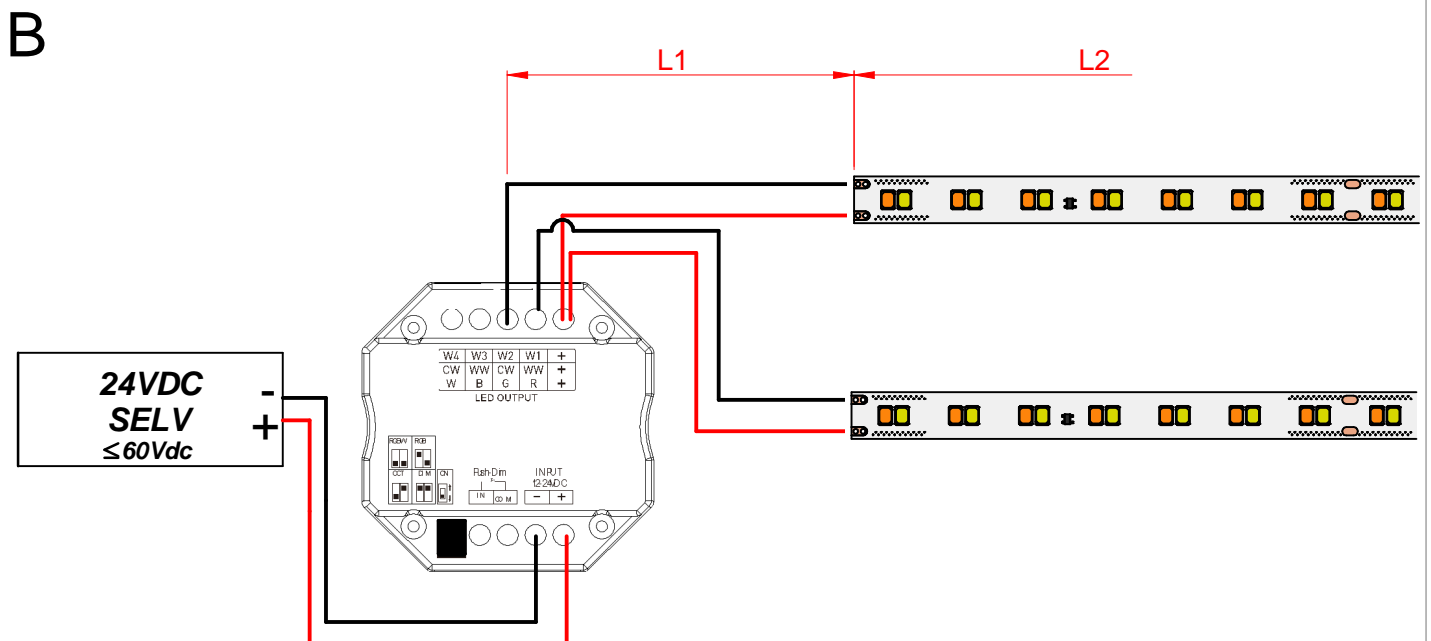 B
L1 L2
W4 W3 W2 W1 +
CW WW CW WW +
W B G R +
LED OUTPUT
24VDC -
SELV +
≤60Vdc
RGBW RGB
CCT DIM CN
Push-Dim
IN COM
INPUT
12-24VDC
- +